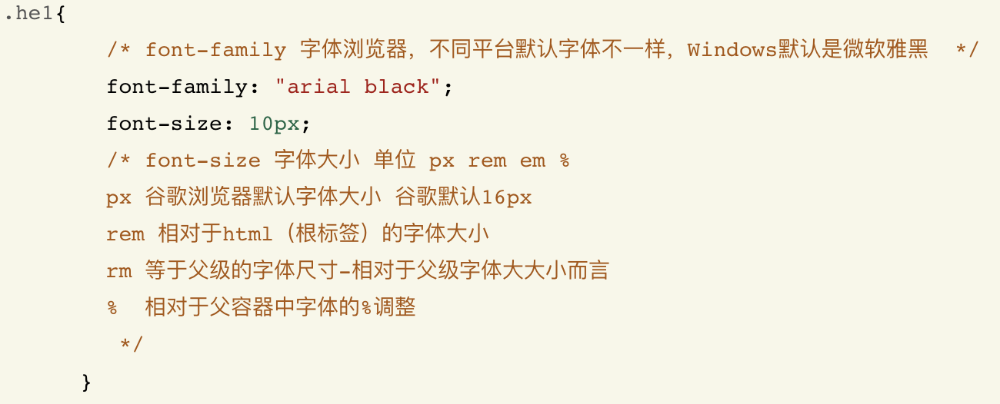 .he1{
/* font-family 字体浏览器，不同平台默认字体不一样，Windows默认是微软雅黑  */
font-family: "arial black";
font-size: 10px;
/* font-size 字体大小 单位 px rem em %
px 谷歌浏览器默认字体大小 谷歌默认16px
rem 相对于html（根标签）的字体大小
rm 等于父级的字体尺寸-相对于父级字体大大小而言
%  相对于父容器中字体的%调整
*/
}